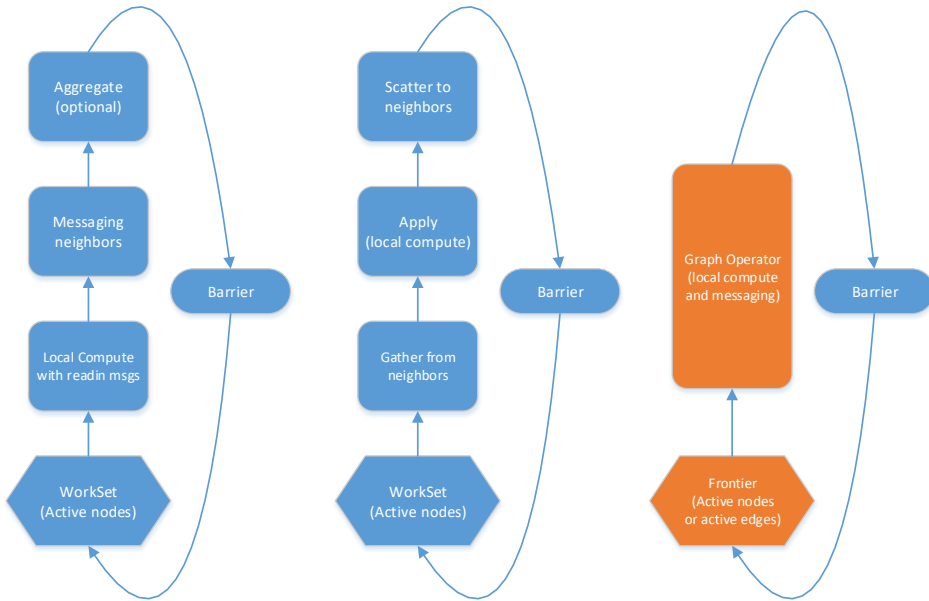 Aggregate
(optional)
Messaging
neighbors
Local Compute
with readin msgs
WorkSet
(Active nodes)
Barrier
Scatter to
neighbors
Apply
(local compute)
Gather from
neighbors
WorkSet
(Active nodes)
Barrier
Graph Operator
(local compute
and messaging)
Frontier
(Active nodes
or active edges)
Barrier